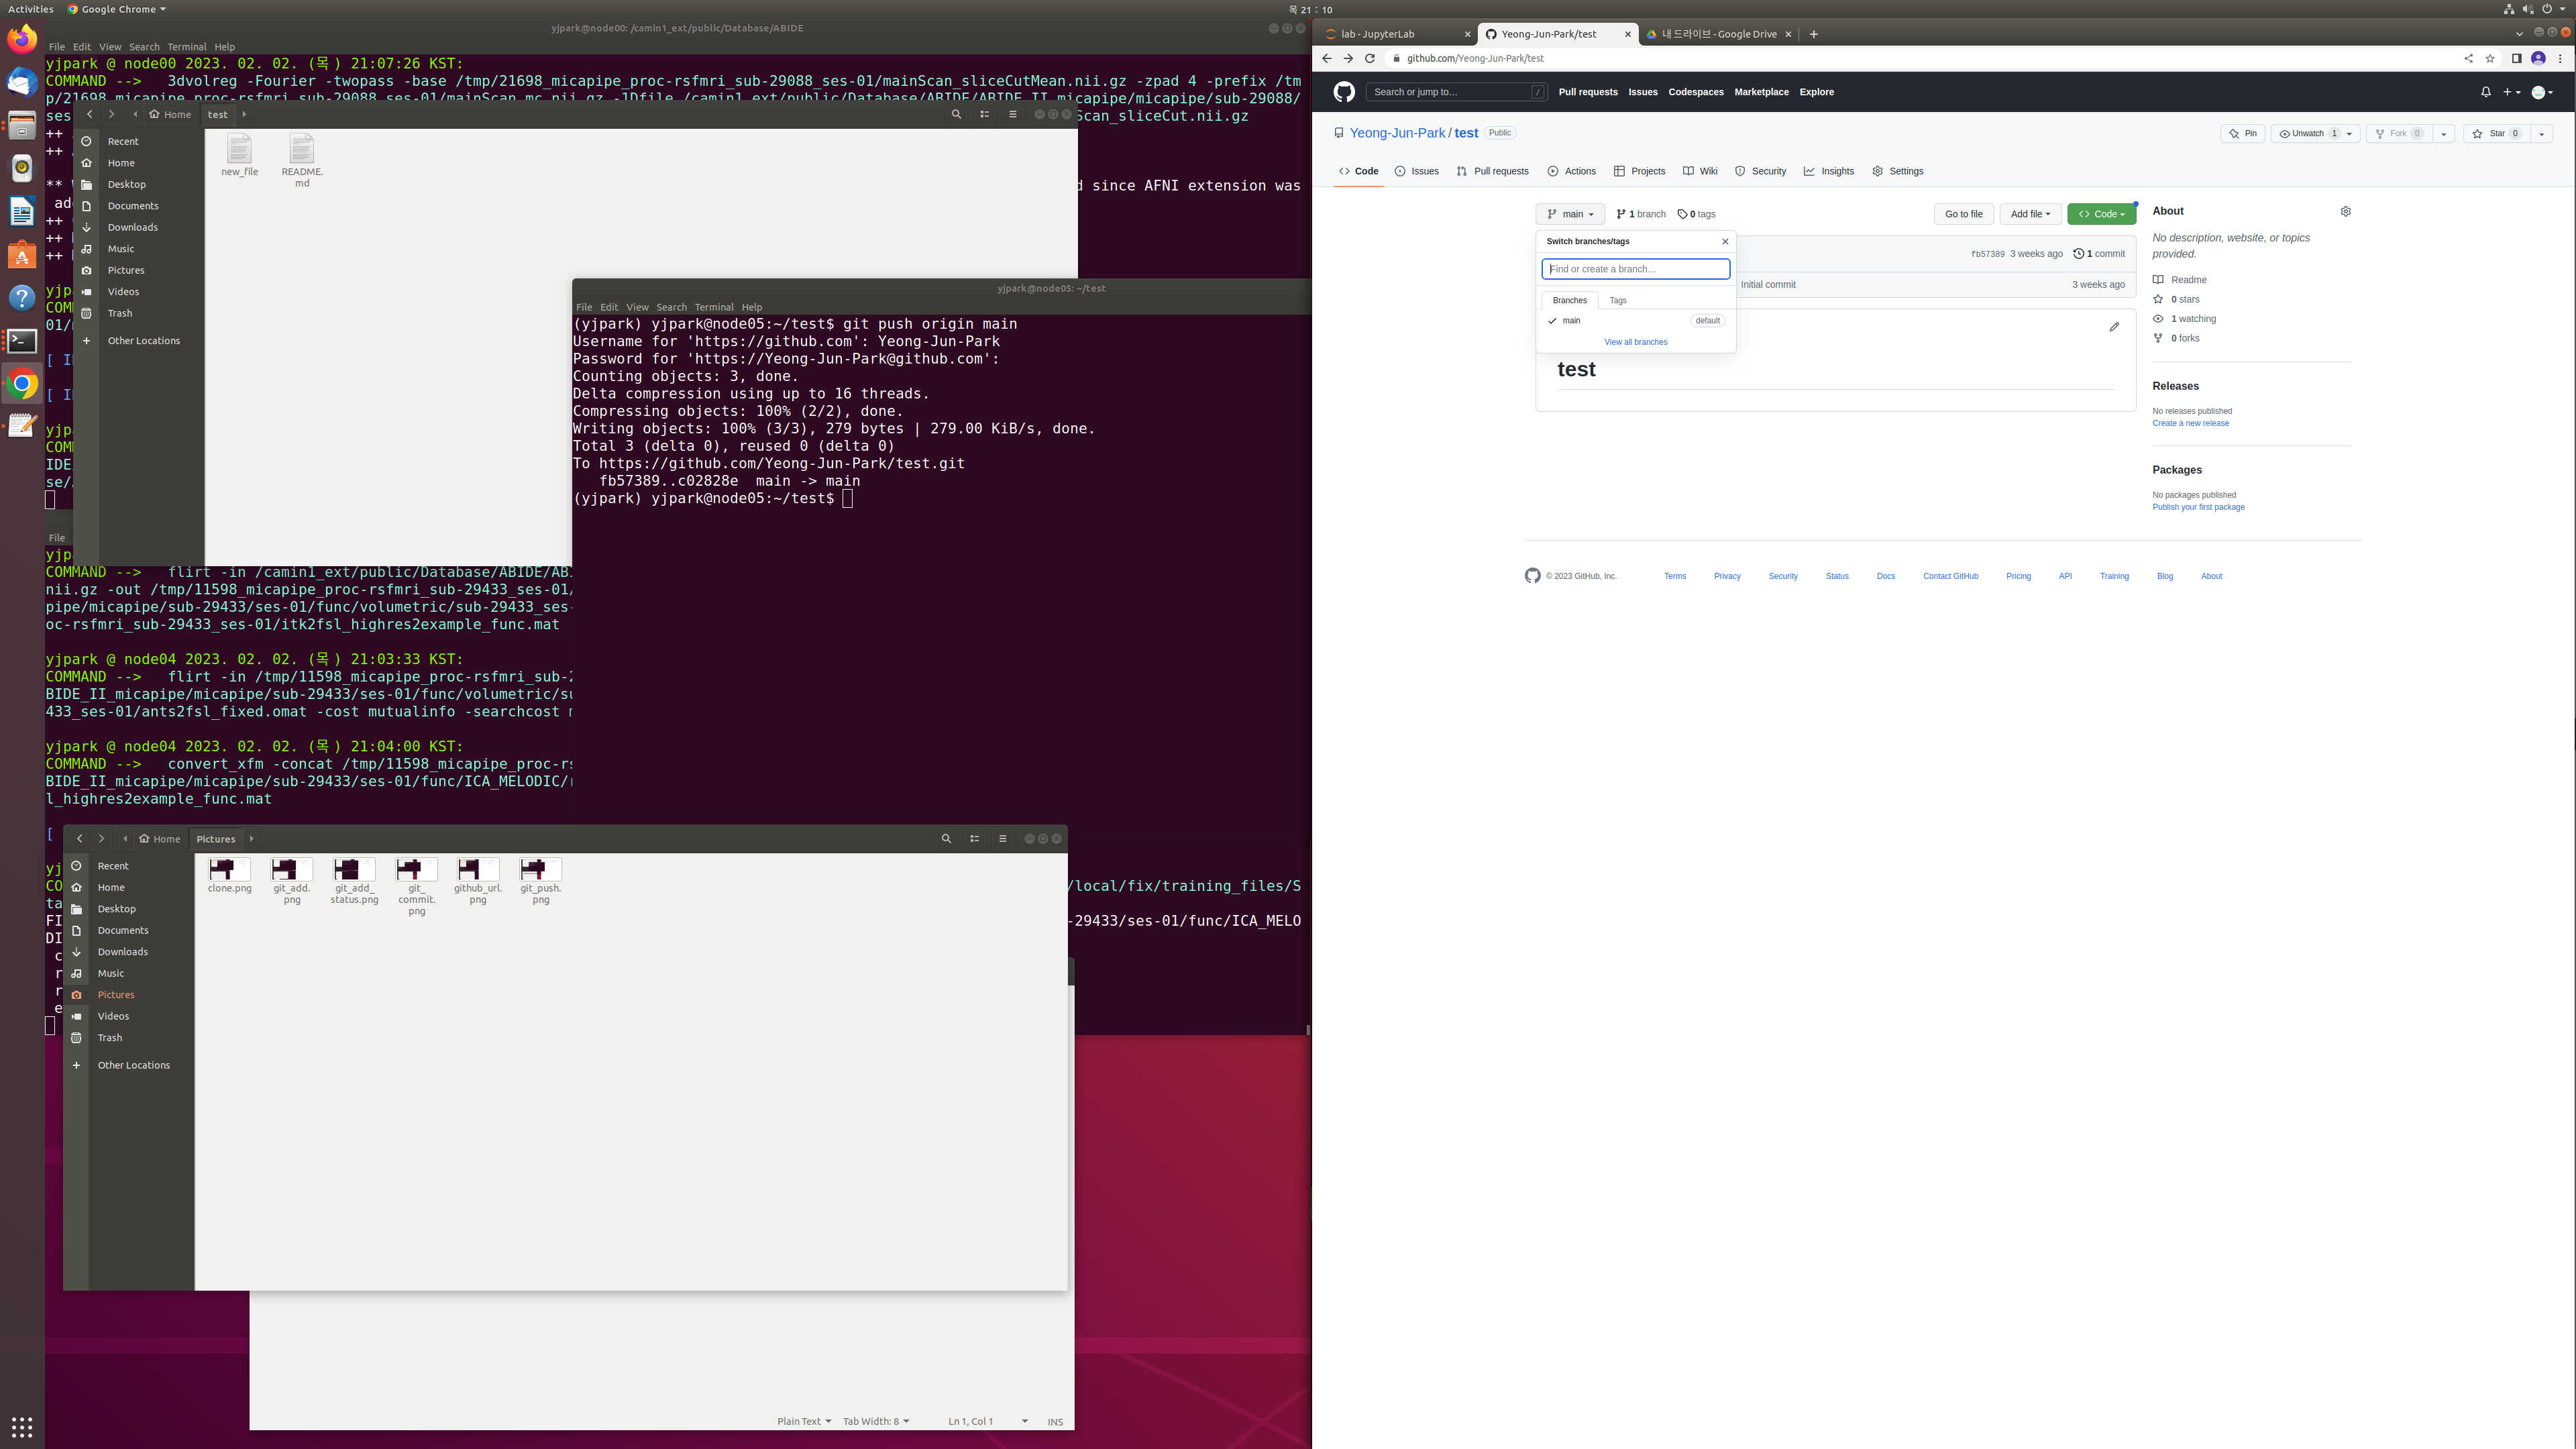 Activities
Google Chrome
목 21 : 10
yjpark@node00: /camin1_ext/public/Database/ABIDE
File Edit View Search Terminal Help
yjpark @ node00 2023. 02. 02. (목) 21:07:26 KST:
COMMAND -->   3dvolreg -Fourier -twopass -base /tmp/21698_micapipe_proc-rsfmri_sub-29088_ses-01/mainScan_sliceCutMean.nii.gz -zpad 4 -prefix /tm
p/21698_micapipe_proc-rsfmri_sub-29088_ses-01/mainScan_mc.nii.gz -1Dfile /camin1_ext/public/Database/ABIDE/ABIDE_II_micapipe/micapipe/sub-29088/
ses
Scan_sliceCut.nii.gz
++
++
**
d since AFNI extension was
++
++
++
Home test
Recent
Home
Desktop
Documents
Downloads
Music
Pictures
Videos
Trash
Other Locations
new_file
README.
md
yjpark@node05: ~/test
File Edit View Search Terminal Help
(yjpark) yjpark@node05:~/test$ git push origin main
Username for 'https://github.com': Yeong-Jun-Park
Password for 'https://Yeong-Jun-Park@github.com':
Counting objects: 3, done.
Delta compression using up to 16 threads.
Compressing objects: 100% (2/2), done.
Writing objects: 100% (3/3), 279 bytes | 279.00 KiB/s, done.
Total 3 (delta 0), reused 0 (delta 0)
To https://github.com/Yeong-Jun-Park/test.git
   fb57389..c02828e  main -> main
(yjpark) yjpark@node05:~/test$
File
COMMAND -->   flirt -in /camin1_ext/public/Database/ABIDE/ABI
nii.gz -out /tmp/11598_micapipe_proc-rsfmri_sub-29433_ses-01/
pipe/micapipe/sub-29433/ses-01/func/volumetric/sub-29433_ses-
oc-rsfmri_sub-29433_ses-01/itk2fsl_highres2example_func.mat
yjpark @ node04 2023. 02. 02. (목) 21:03:33 KST:
COMMAND -->   flirt -in /tmp/11598_micapipe_proc-rsfmri_sub-2
BIDE_II_micapipe/micapipe/sub-29433/ses-01/func/volumetric/su
433_ses-01/ants2fsl_fixed.omat -cost mutualinfo -searchcost m
yjpark @ node04 2023. 02. 02. (목) 21:04:00 KST:
COMMAND -->   convert_xfm -concat /tmp/11598_micapipe_proc-rs
BIDE_II_micapipe/micapipe/sub-29433/ses-01/func/ICA_MELODIC/
l_highres2example_func.mat
/local/fix/training_files/S
ta
FI
-29433/ses-01/func/ICA_MELO
DI
Home Pictures
Recent
Home
Desktop
Documents
Downloads
Music
Pictures
Videos
Trash
Other Locations
clone.png
git_add.
png
git_add_
status.png
git_
commit.
png
github_url.
png
git_push.
png
Plain Text
Tab Width: 8
Ln 1, Col 1
INS
lab - JupyterLab
Yeong-Jun-Park/test
내 드라이브 - Google Drive
github.com/Yeong-Jun-Park/test
Search or jump to…
/
Pull requests Issues Codespaces Marketplace Explore
Yeong-Jun-Park / test Public
Pin
Unwatch 1
Fork 0
Star 0
Code Issues Pull requests Actions Projects Wiki Security Insights Settings
main
1 branch
0 tags
Go to file
Add file
Code
Switch branches/tags
Find or create a branch…
Branches Tags
main default
View all branches
fb57389 3 weeks ago 1 commit
Initial commit 3 weeks ago
test
About
No description, website, or topics
provided.
Readme
0 stars
1 watching
0 forks
Releases
No releases published
Create a new release
Packages
No packages published
Publish your first package
© 2023 GitHub, Inc. Terms Privacy Security Status Docs Contact GitHub Pricing API Training Blog About